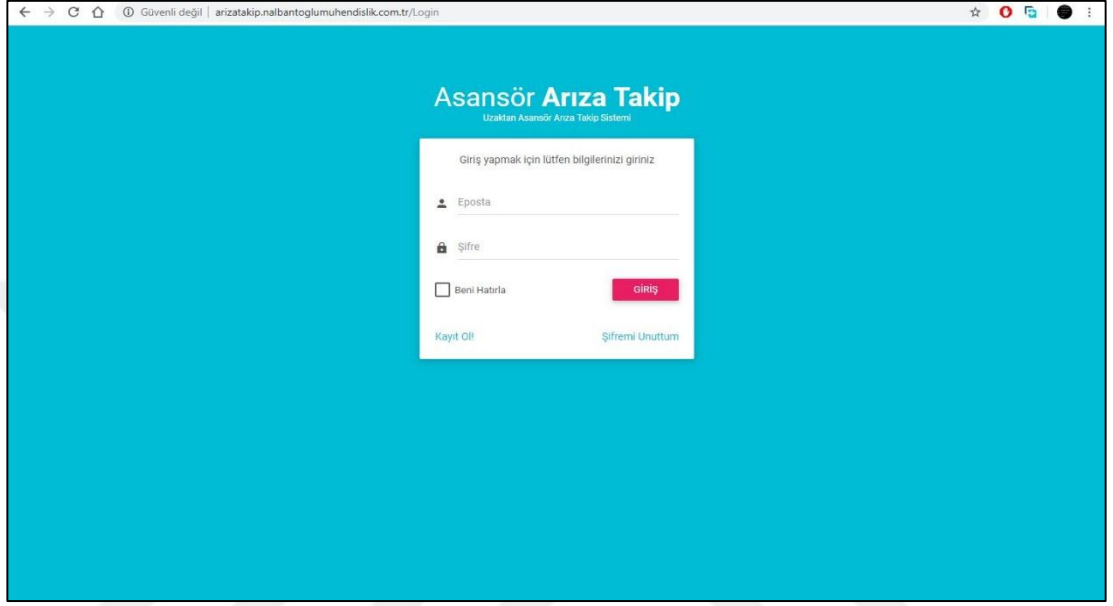 Güvenli değil | arizatakip.nalbantoglumuhendislik.com.tr/Login
Asansör Arıza Takip
Uzaktan Asansör Arıza Takip Sistemi
Giriş yapmak için lütfen bilgilerinizi giriniz
Eposta
Şifre
Beni Hatırla
GİRİŞ
Kayıt Ol!
Şifremi Unuttum